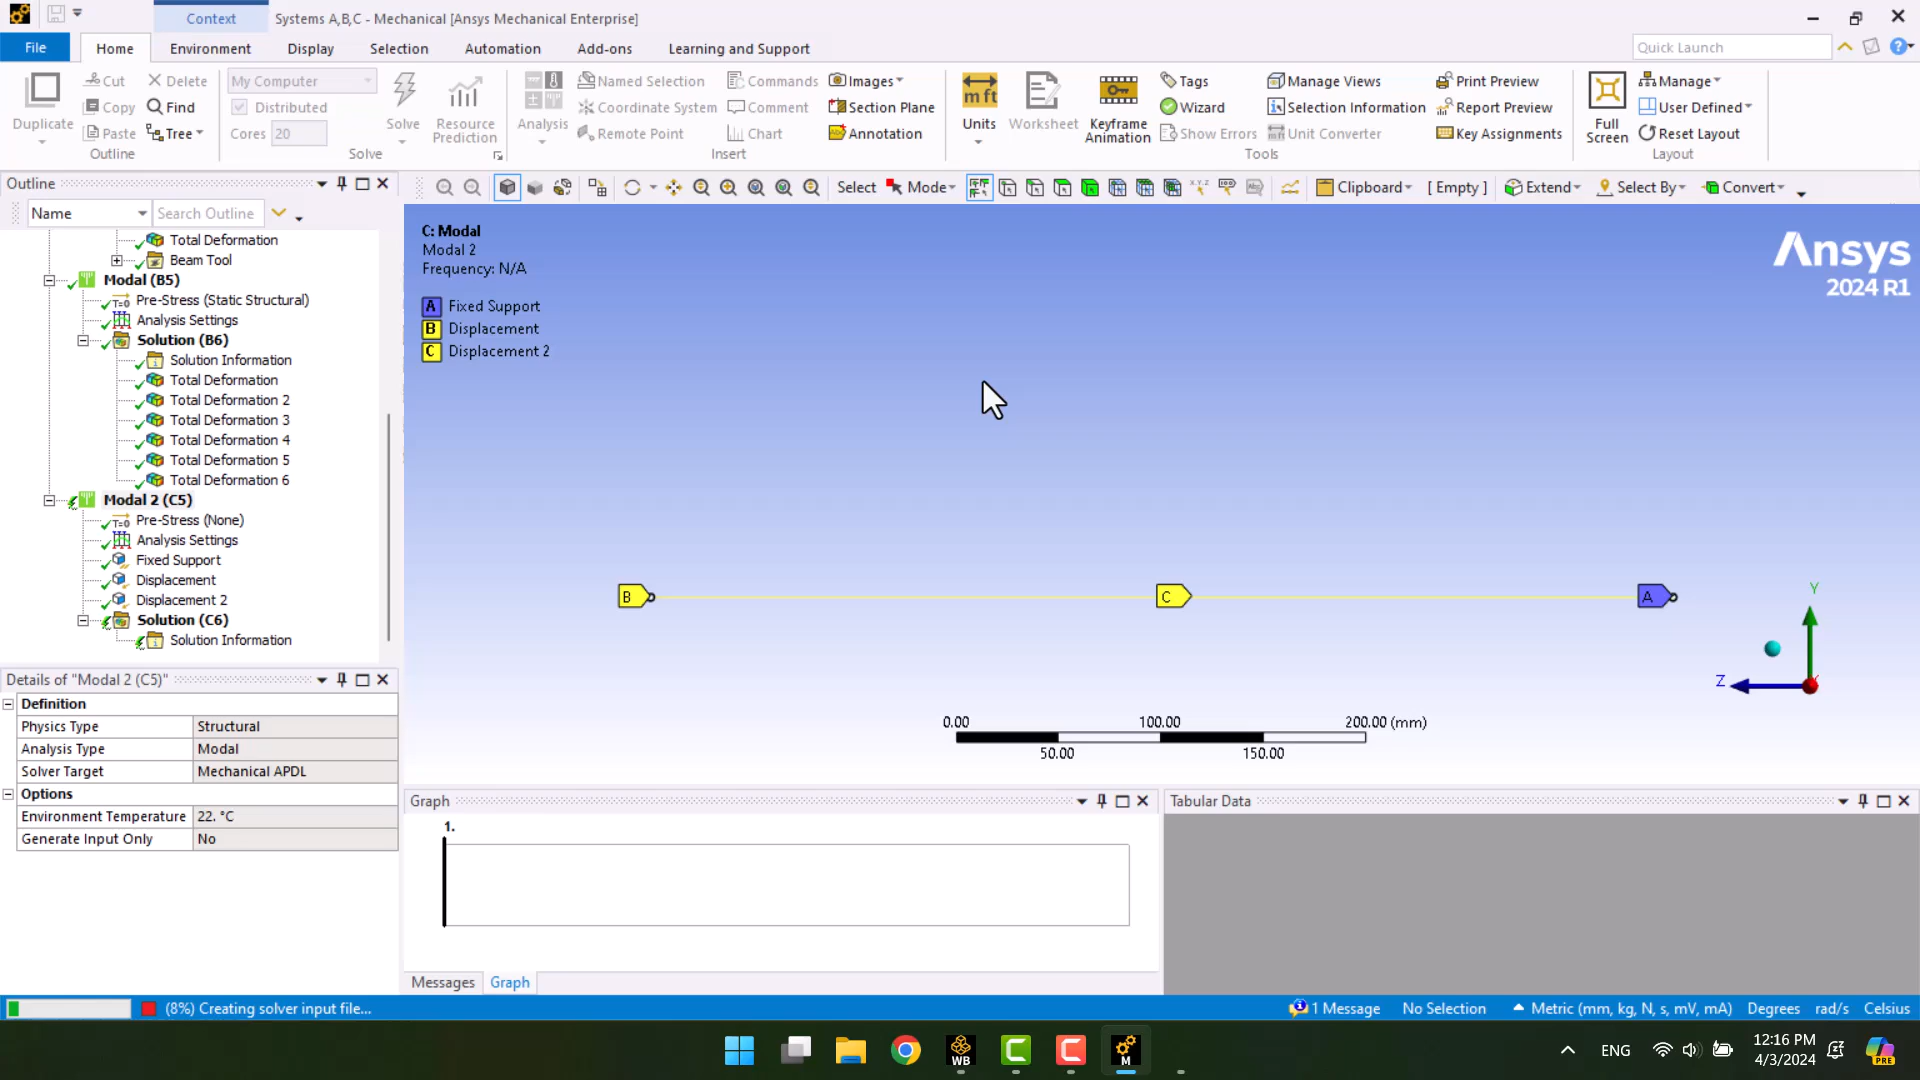 Context
Systems A,B,C - Mechanical [Ansys Mechanical Enterprise]
File
Home
Environment
Display
Selection
Automation
Add-ons
Learning and Support
Quick Launch
Duplicate
Cut
Delete
Copy
Find
Paste
Tree
Outline
My Computer
Distributed
Cores 20
Solve
Resource
Prediction
Solve
Analysis
Named Selection
Coordinate System
Remote Point
Commands
Comment
Chart
Images
Section Plane
Annotation
Insert
m ft
Units
Worksheet
Keyframe
Animation
Tags
Wizard
Show Errors
Manage Views
Selection Information
Unit Converter
Print Preview
Report Preview
Key Assignments
Tools
Full
Screen
Manage
User Defined
Reset Layout
Layout
Outline
Name
Search Outline
Select
Mode
Clipboard
[ Empty ]
Extend
Select By
Convert
Total Deformation
Beam Tool
Modal (B5)
Pre-Stress (Static Structural)
Analysis Settings
Solution (B6)
Solution Information
Total Deformation
Total Deformation 2
Total Deformation 3
Total Deformation 4
Total Deformation 5
Total Deformation 6
Modal 2 (C5)
Pre-Stress (None)
Analysis Settings
Fixed Support
Displacement
Displacement 2
Solution (C6)
Solution Information
C: Modal
Modal 2
Frequency: N/A
A Fixed Support
B Displacement
C Displacement 2
Ansys
2024 R1
B
C
A
Y
Z
0.00
100.00
200.00 (mm)
50.00
150.00
Details of "Modal 2 (C5)"
Definition
Physics Type Structural
Analysis Type Modal
Solver Target Mechanical APDL
Options
Environment Temperature 22. °C
Generate Input Only No
Graph
1.
Messages
Graph
Tabular Data
(8%) Creating solver input file...
1 Message
No Selection
Metric (mm, kg, N, s, mV, mA)
Degrees
rad/s
Celsius
WB
M
ENG
12:16 PM
4/3/2024
PRE